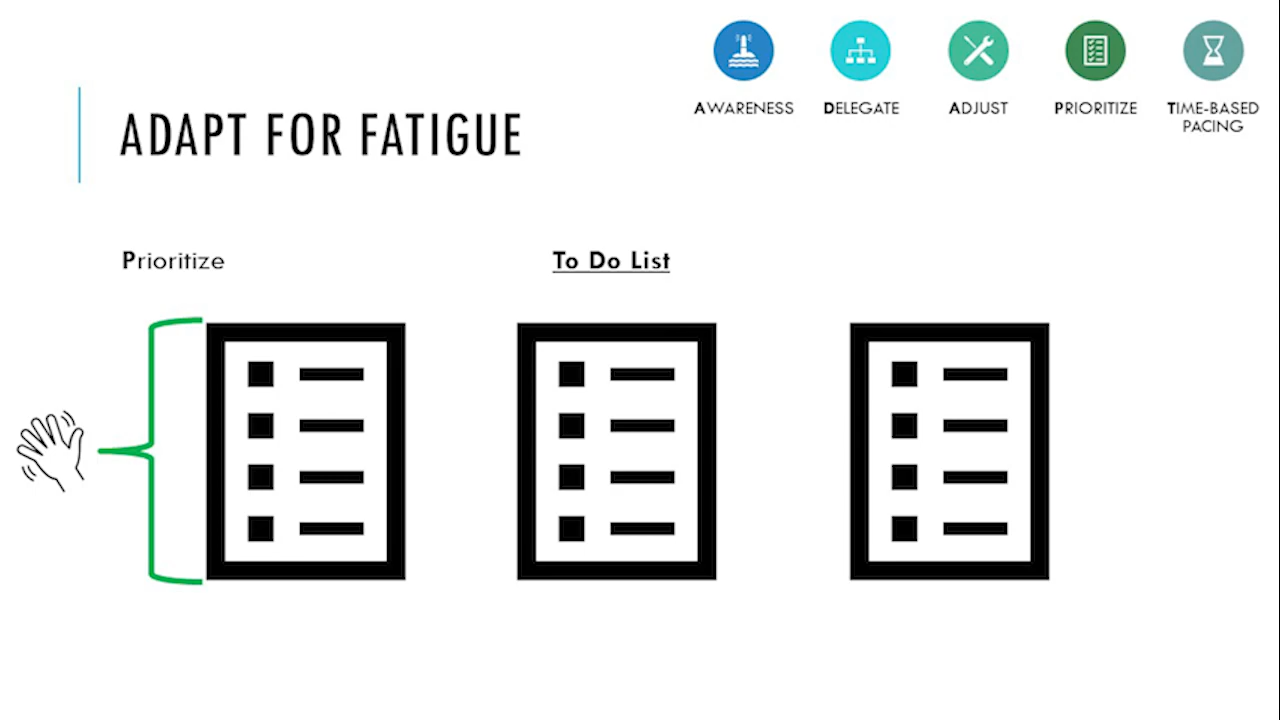 AWARENESS
DELEGATE
ADJUST
PRIORITIZE
TIME-BASED
PACING
ADAPT FOR FATIGUE
Prioritize
To Do List